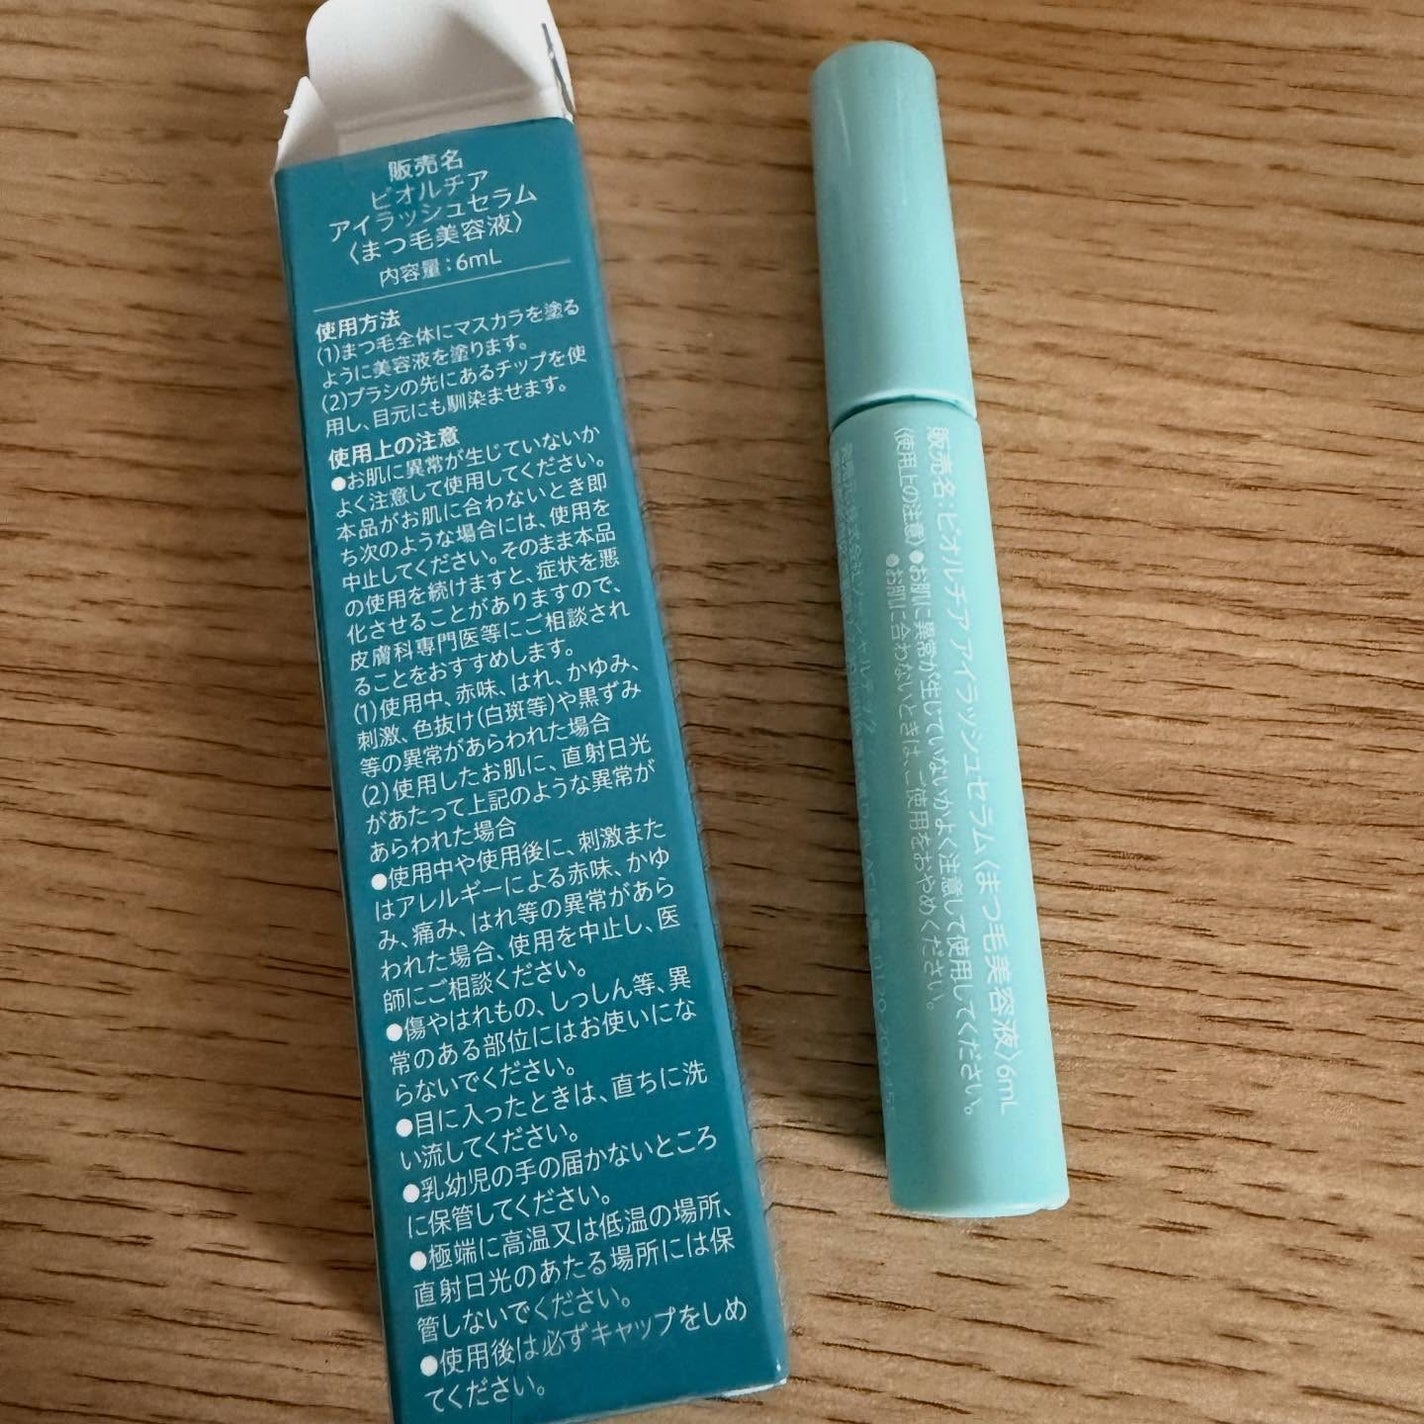 販売名
ピオルチア
アイラッシュセラム
〈まつ毛美容液〉
内容量：6mL
使用方法
(1)まつ毛全体にマスカラを塗る
ように美容液を塗ります。
(2)ブラシの先にあるチップを使
用し、目元にも馴染ませます。
使用上の注意
●お肌に異常が生じていないか
よく注意して使用してください。
本品がお肌に合わないとき即
ち次のような場合には、使用を
中止してください。そのまま本品
の使用を続けますと、症状を悪
化させることがありますので、
皮膚科専門医等にご相談され
ることをおすすめします。
(1)使用中、赤味、はれ、かゆみ、
刺激、色抜け(白斑等)や黒ずみ
等の異常があらわれた場合
(2)使用したお肌に、直射日光
があたって上記のような異常が
あらわれた場合
●使用中や使用後に、刺激また
はアレルギーによる赤味、かゆ
み、痛み、はれ等の異常があら
われた場合、使用を中止し、医
師にご相談ください。
●傷やはれもの、しっしん等、異
常のある部位にはお使いにな
らないでください。
●目に入ったときは、直ちに洗
い流してください。
●乳幼児の手の届かないところ
に保管してください。
●極端に高温又は低温の場所、
直射日光のあたる場所には保
管しないでください。
●使用後は必ずキャップをしめ
てください。
販売名：ピオルチア アイラッシュセラム〈まつ毛美容液〉6mL
〈使用上の注意〉●お肌に異常が生じていないかよく注意して使用してください。
●お肌に合わないときは、ご使用をおやめください。